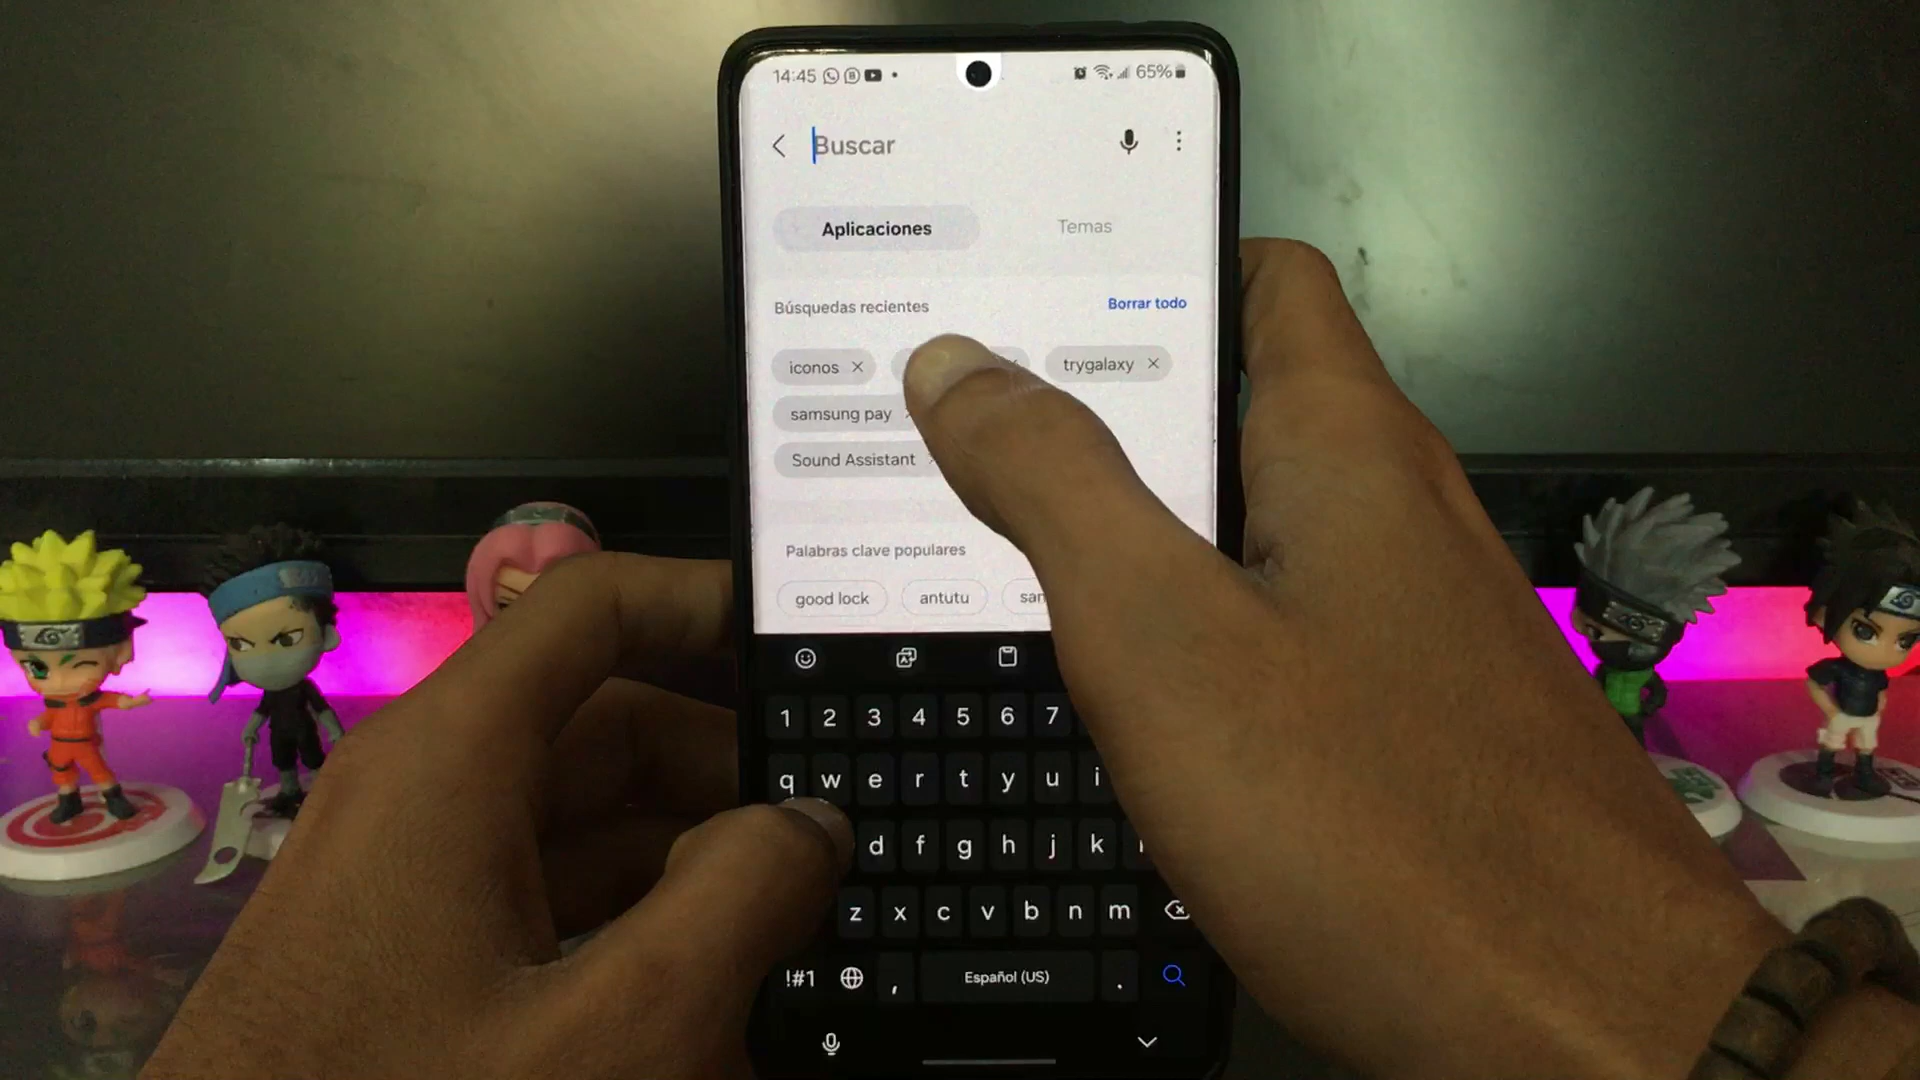 14:45 65%
Buscar
Aplicaciones Temas
Búsquedas recientes Borrar todo
iconos trygalaxy
samsung pay
Sound Assistant
Palabras clave populares
good lock antutu
1 2 3 4 5 6 7
q w e r t y u i
d f g h j k
z x c v b n m
!#1 , Español (US) .